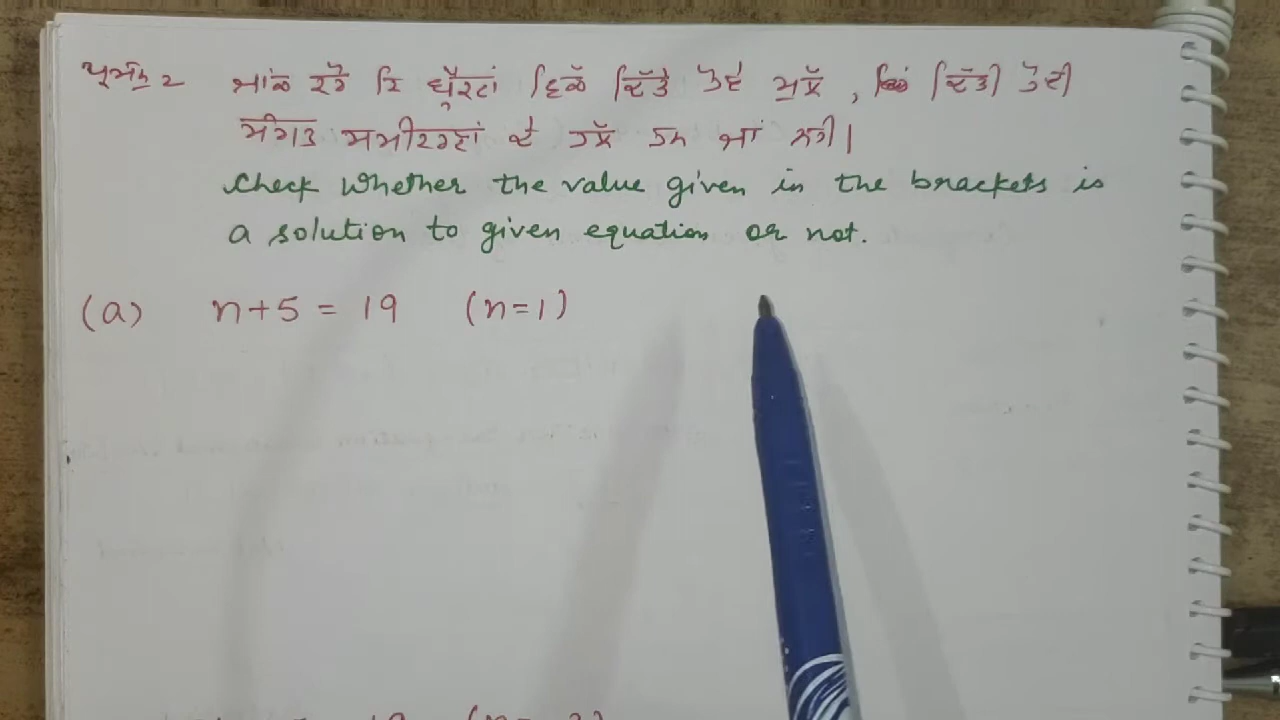 ਪ੍ਰਸ਼ਨ 2 ਜਾਂਚ ਕਰੋ ਕਿ ਬ੍ਰੈਕਟਾਂ ਵਿਚ ਦਿੱਤੇ ਹੋਏ ਮੁੱਲ, ਦਿੱਤੀ ਹੋਈ
ਸੰਗਤ ਸਮੀਕਰਣਾਂ ਦੇ ਹੱਲ ਹਨ ਜਾਂ ਨਹੀ।
Check whether the value given in the brackets is
a solution to given equation or not.
(a) n+5 = 19 (n=1)